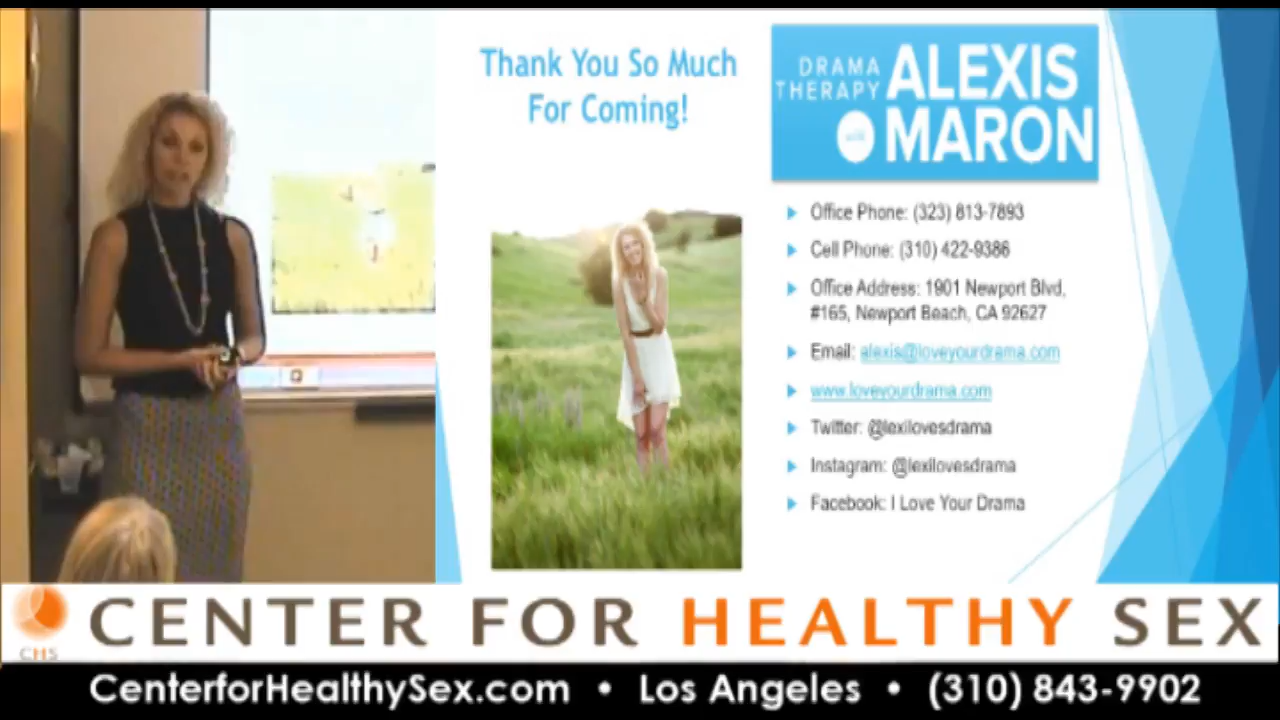 Thank You So Much
For Coming!
DRAMA
THERAPY
with
ALEXIS
MARON
Office Phone: (323) 813-7893
Cell Phone: (310) 422-9386
Office Address: 1901 Newport Blvd,
#165, Newport Beach, CA 92627
Email: alexis@loveyourdrama.com
www.loveyourdrama.com
Twitter: @lexilovesdrama
Instagram: @lexilovesdrama
Facebook: I Love Your Drama
CHS
CENTER FOR HEALTHY SEX
CenterforHealthySex.com • Los Angeles • (310) 843-9902